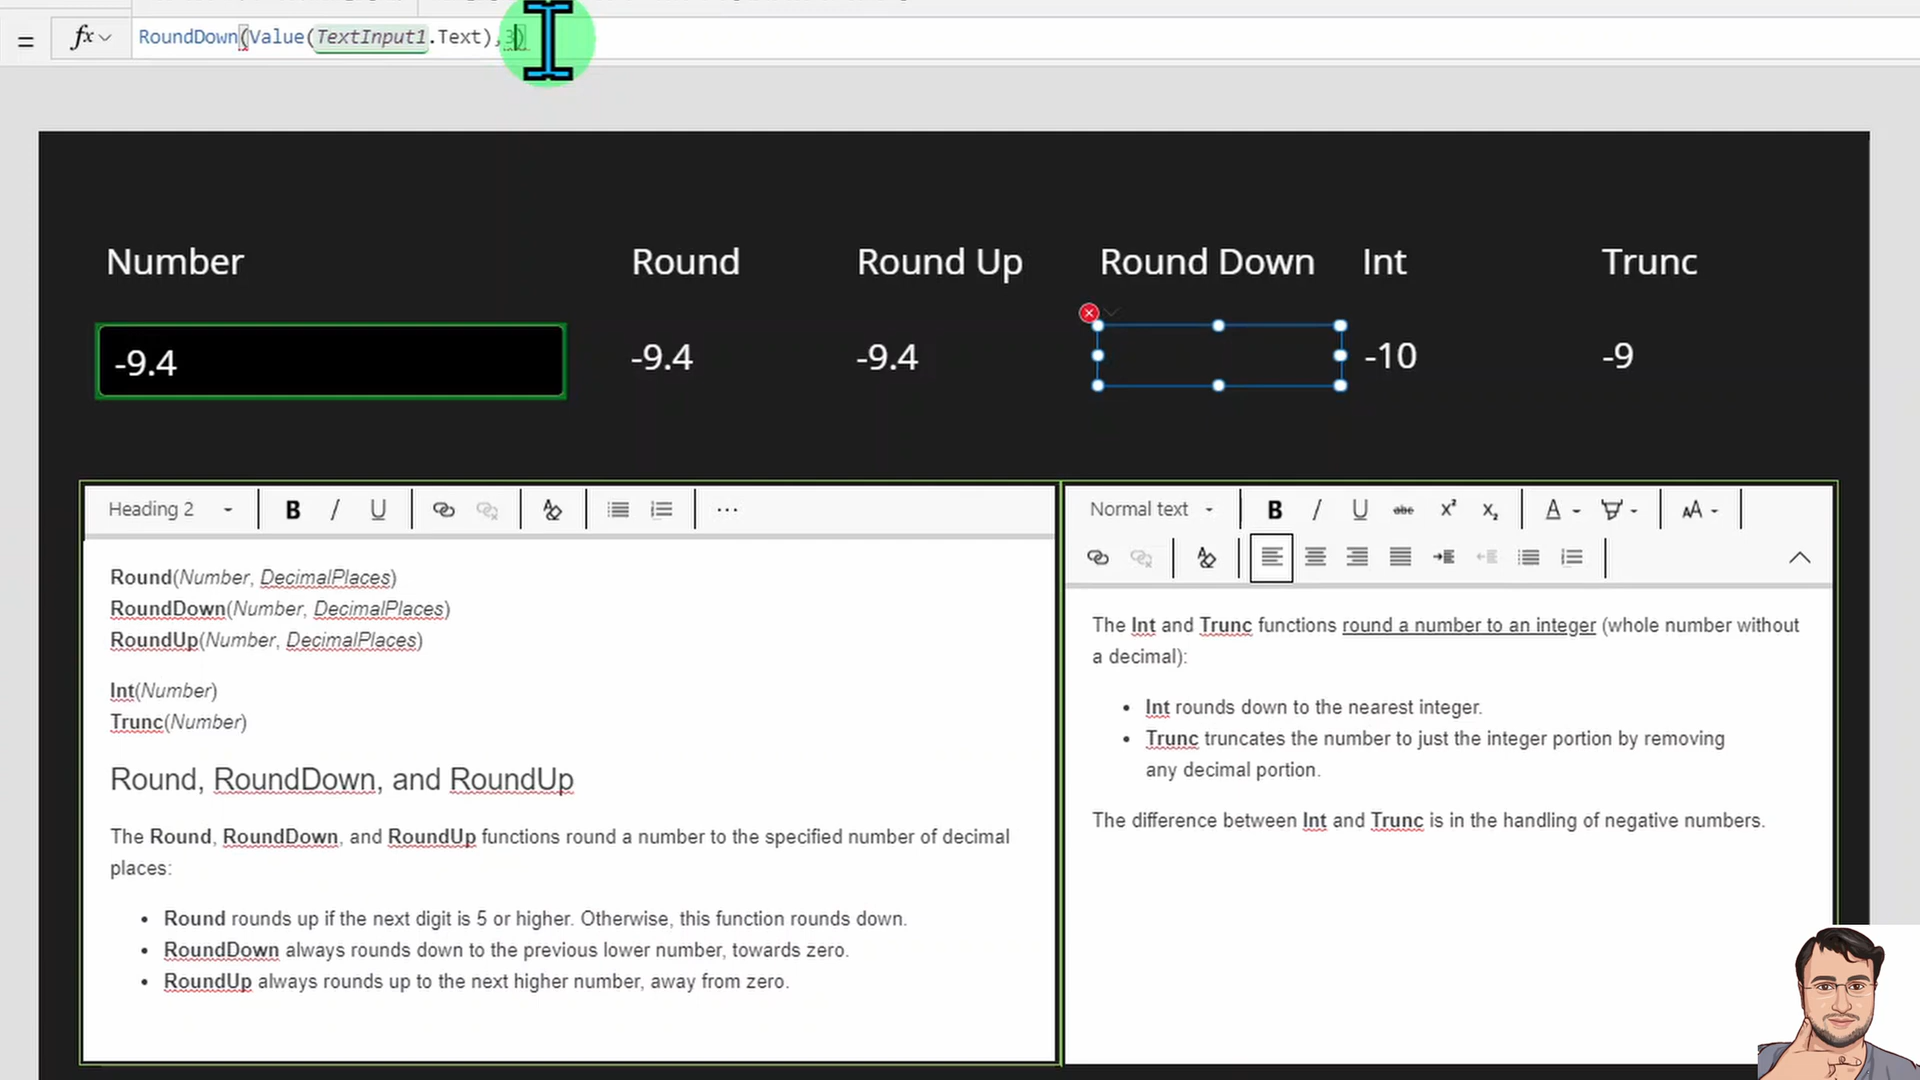 = fx RoundDown(Value(TextInput1.Text),3)
Number Round Round Up Round Down Int Trunc
-9.4 -9.4 -9.4 -10 -9
Heading 2 B I U ...
Normal text B I U abc x² x₂ A AA
Round(Number, DecimalPlaces)
RoundDown(Number, DecimalPlaces)
RoundUp(Number, DecimalPlaces)
Int(Number)
Trunc(Number)
Round, RoundDown, and RoundUp
The Round, RoundDown, and RoundUp functions round a number to the specified number of decimal
places:
• Round rounds up if the next digit is 5 or higher. Otherwise, this function rounds down.
• RoundDown always rounds down to the previous lower number, towards zero.
• RoundUp always rounds up to the next higher number, away from zero.
The Int and Trunc functions round a number to an integer (whole number without
a decimal):
• Int rounds down to the nearest integer.
• Trunc truncates the number to just the integer portion by removing
any decimal portion.
The difference between Int and Trunc is in the handling of negative numbers.